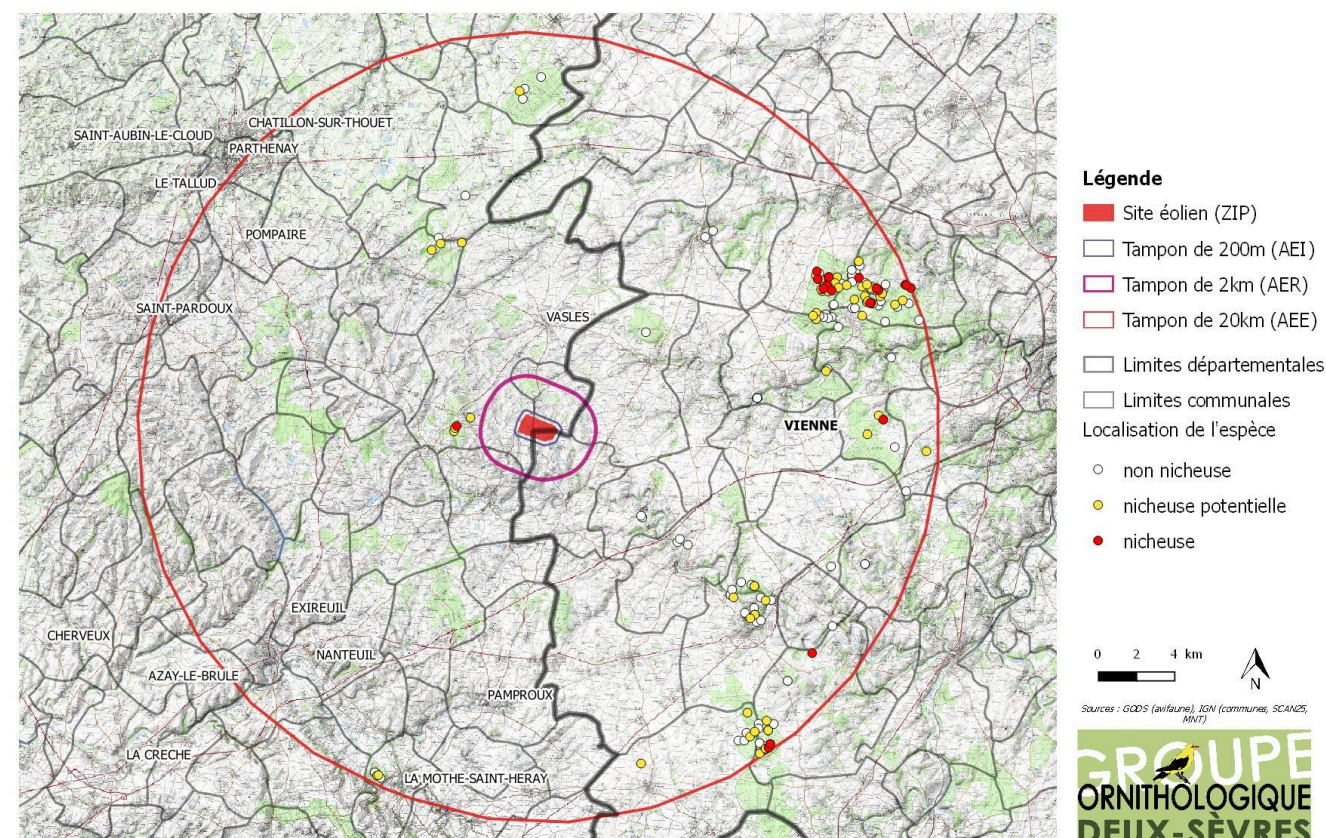 CHATILLON-SUR-THOUET
SAINT-AUBIN-LE-CLOUD
PARTHENAY
LE TALLUD
POMPAIRE
SAINT-PARDOUX
VASLES
VIENNE
EXIREUIL
CHERVEUX
NANTEUIL
AZAY-LE-BRULE
PAMPROUX
LA CRECHE
LA MOTHE-SAINT-HERAY
Légende
Site éolien (ZIP)
Tampon de 200m (AEI)
Tampon de 2km (AER)
Tampon de 20km (AEE)
Limites départementales
Limites communales
Localisation de l'espèce
non nicheuse
nicheuse potentielle
nicheuse
0 2 4 km
N
Sources : GODS (avifaune), IGN (communes, SCAN25,
MNT)
GROUPE
ORNITHOLOGIQUE
DEUX-SÈVRES